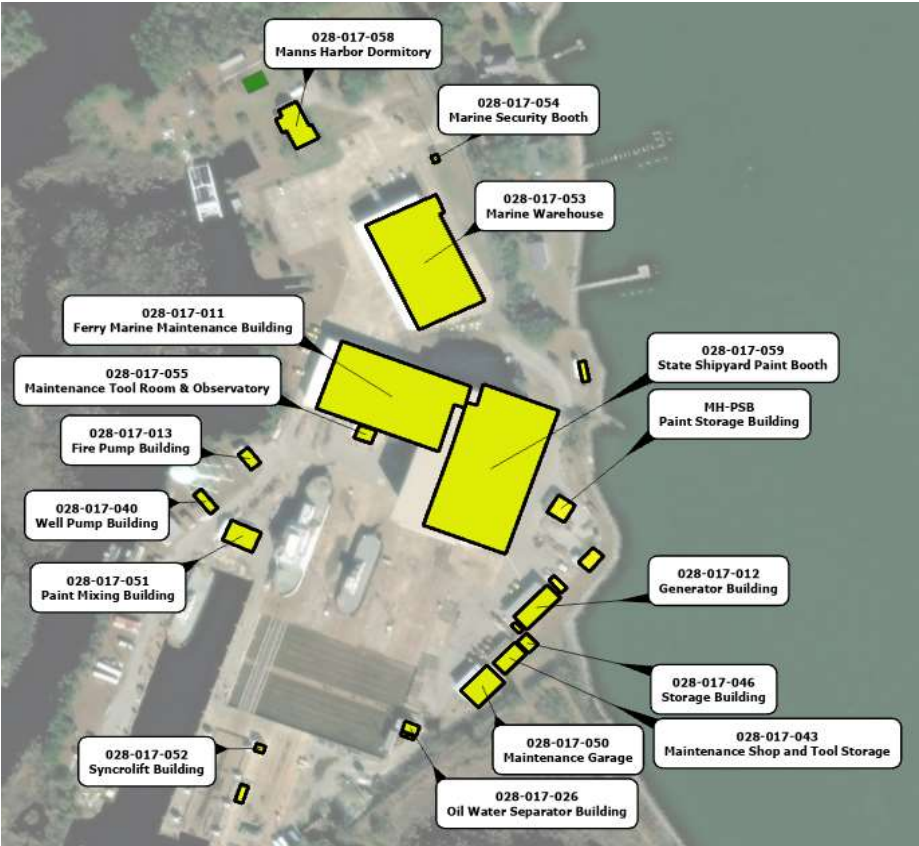 028-017-058
Manns Harbor Dormitory
028-017-054
Marine Security Booth
028-017-053
Marine Warehouse
028-017-011
Ferry Marine Maintenance Building
028-017-059
State Shipyard Paint Booth
028-017-055
Maintenance Tool Room & Observatory
MH-PSB
Paint Storage Building
028-017-013
Fire Pump Building
028-017-040
Well Pump Building
028-017-051
Paint Mixing Building
028-017-012
Generator Building
028-017-046
Storage Building
028-017-043
Maintenance Shop and Tool Storage
028-017-050
Maintenance Garage
028-017-052
Syncrolift Building
028-017-026
Oil Water Separator Building